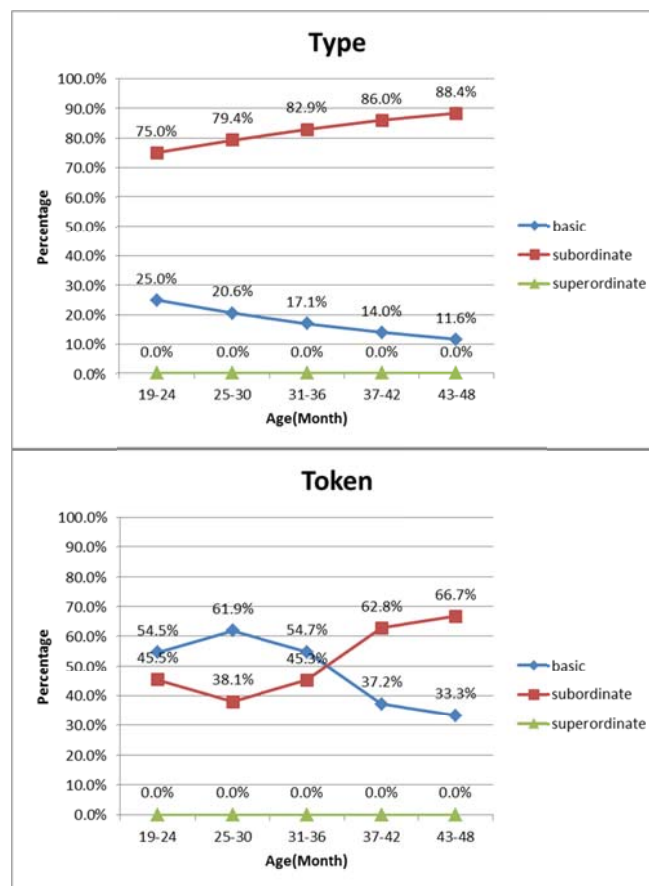 Type
100.0%
90.0%
80.0%
70.0%
60.0%
50.0%
40.0%
30.0%
20.0%
10.0%
0.0%
Percentage
75.0% 79.4% 82.9% 86.0% 88.4%
25.0% 20.6% 17.1% 14.0% 11.6%
0.0% 0.0% 0.0% 0.0% 0.0%
19-24 25-30 31-36 37-42 43-48
Age(Month)
basic
subordinate
superordinate
Token
100.0%
90.0%
80.0%
70.0%
60.0%
50.0%
40.0%
30.0%
20.0%
10.0%
0.0%
Percentage
54.5% 61.9% 54.7% 62.8% 66.7%
45.5% 38.1% 45.3% 37.2% 33.3%
0.0% 0.0% 0.0% 0.0% 0.0%
19-24 25-30 31-36 37-42 43-48
Age(Month)
basic
subordinate
superordinate